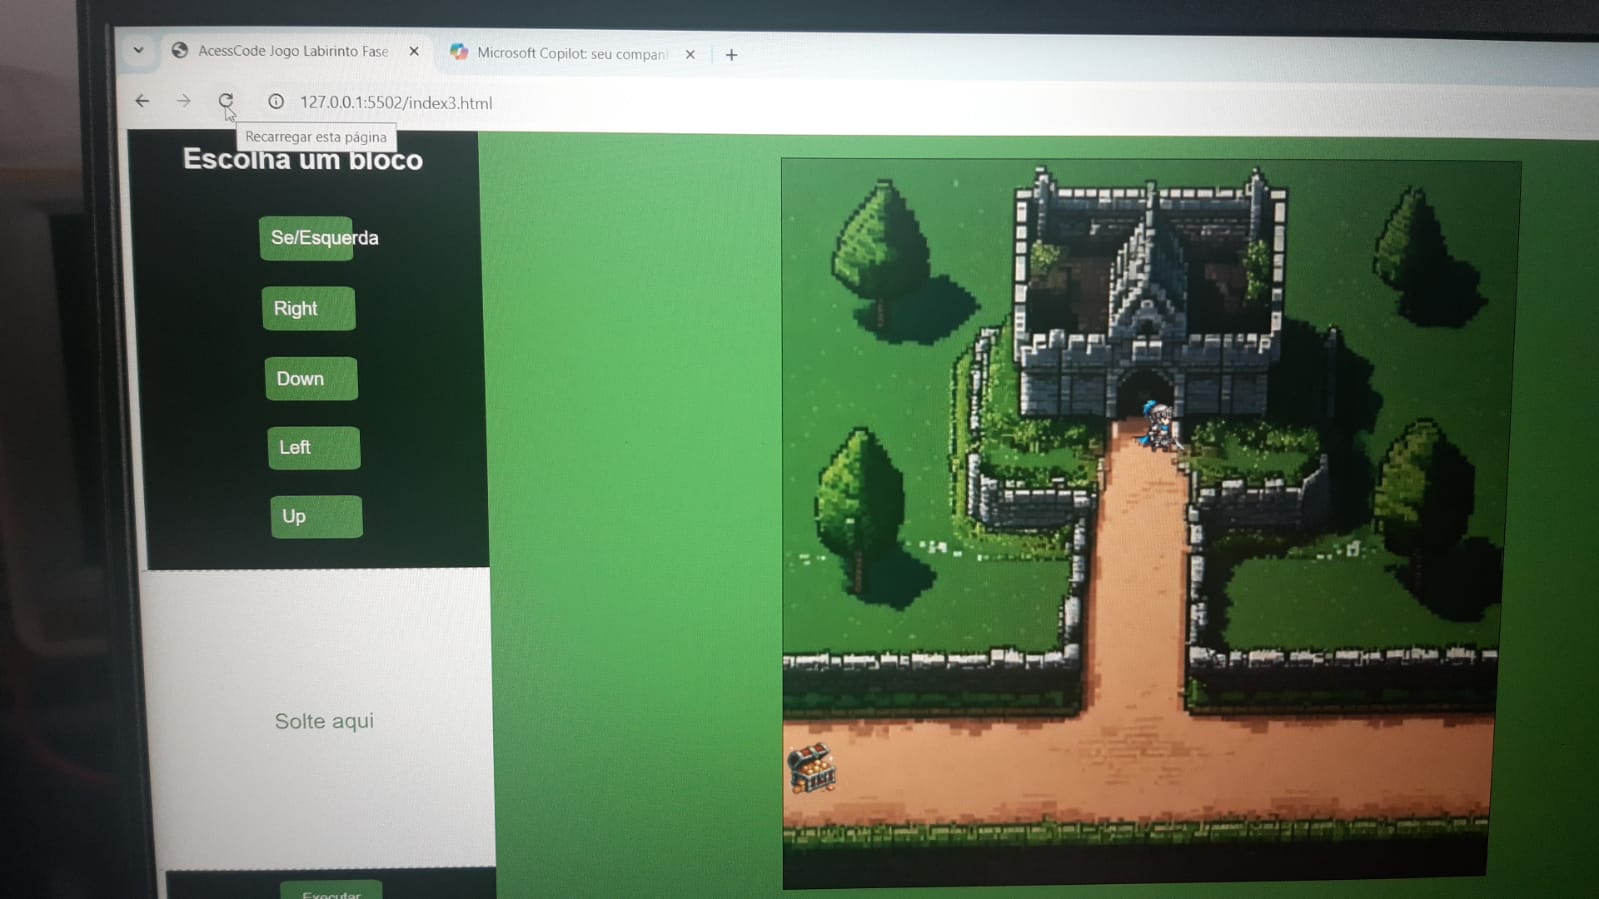 AcessCode Jogo Labirinto Fase
Microsoft Copilot: seu compan
127.0.0.1:5502/index3.html
Recarregar esta página
Escolha um bloco
Se/Esquerda
Right
Down
Left
Up
Solte aqui
Executar